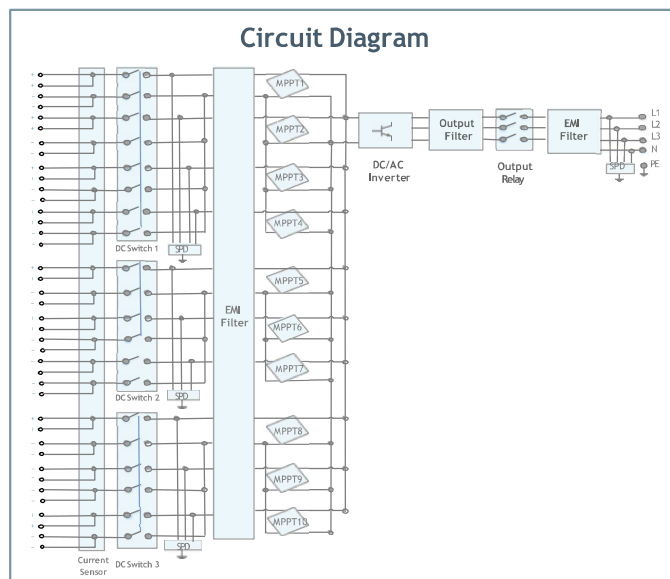 Circuit Diagram
MPPT1
MPPT2
MPPT3
MPPT4
SPD
DC Switch 1
MPPT5
MPPT6
MPPT7
EMI
Filter
SPD
DC Switch 2
MPPT8
MPPT9
MPPT10
SPD
Current
Sensor
DC Switch 3
DC/AC
Inverter
Output
Filter
Output
Relay
EMI
Filter
L1
L2
L3
N
PE
SPD